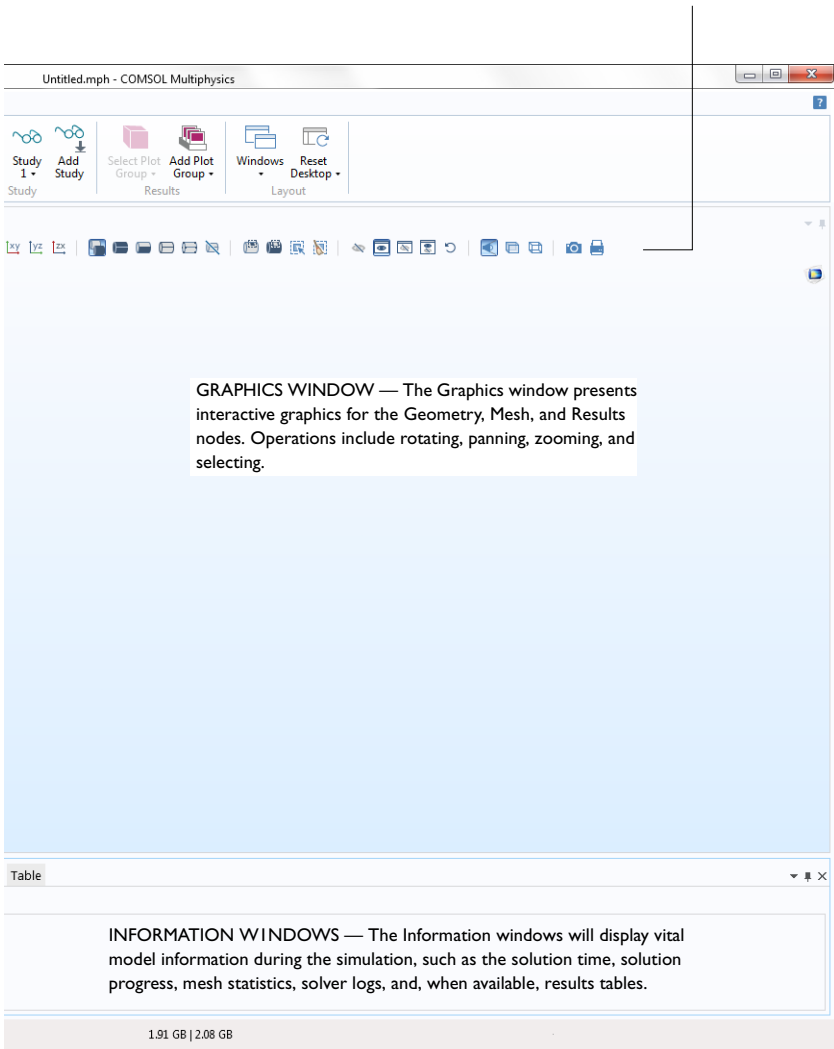 Untitled.mph - COMSOL Multiphysics
?
Study Add Select Plot Add Plot Windows Reset
1 Study Group Group Desktop
Study Results Layout
xy yz zx
GRAPHICS WINDOW — The Graphics window presents
interactive graphics for the Geometry, Mesh, and Results
nodes. Operations include rotating, panning, zooming, and
selecting.
Table
INFORMATION WINDOWS — The Information windows will display vital
model information during the simulation, such as the solution time, solution
progress, mesh statistics, solver logs, and, when available, results tables.
1.91 GB | 2.08 GB